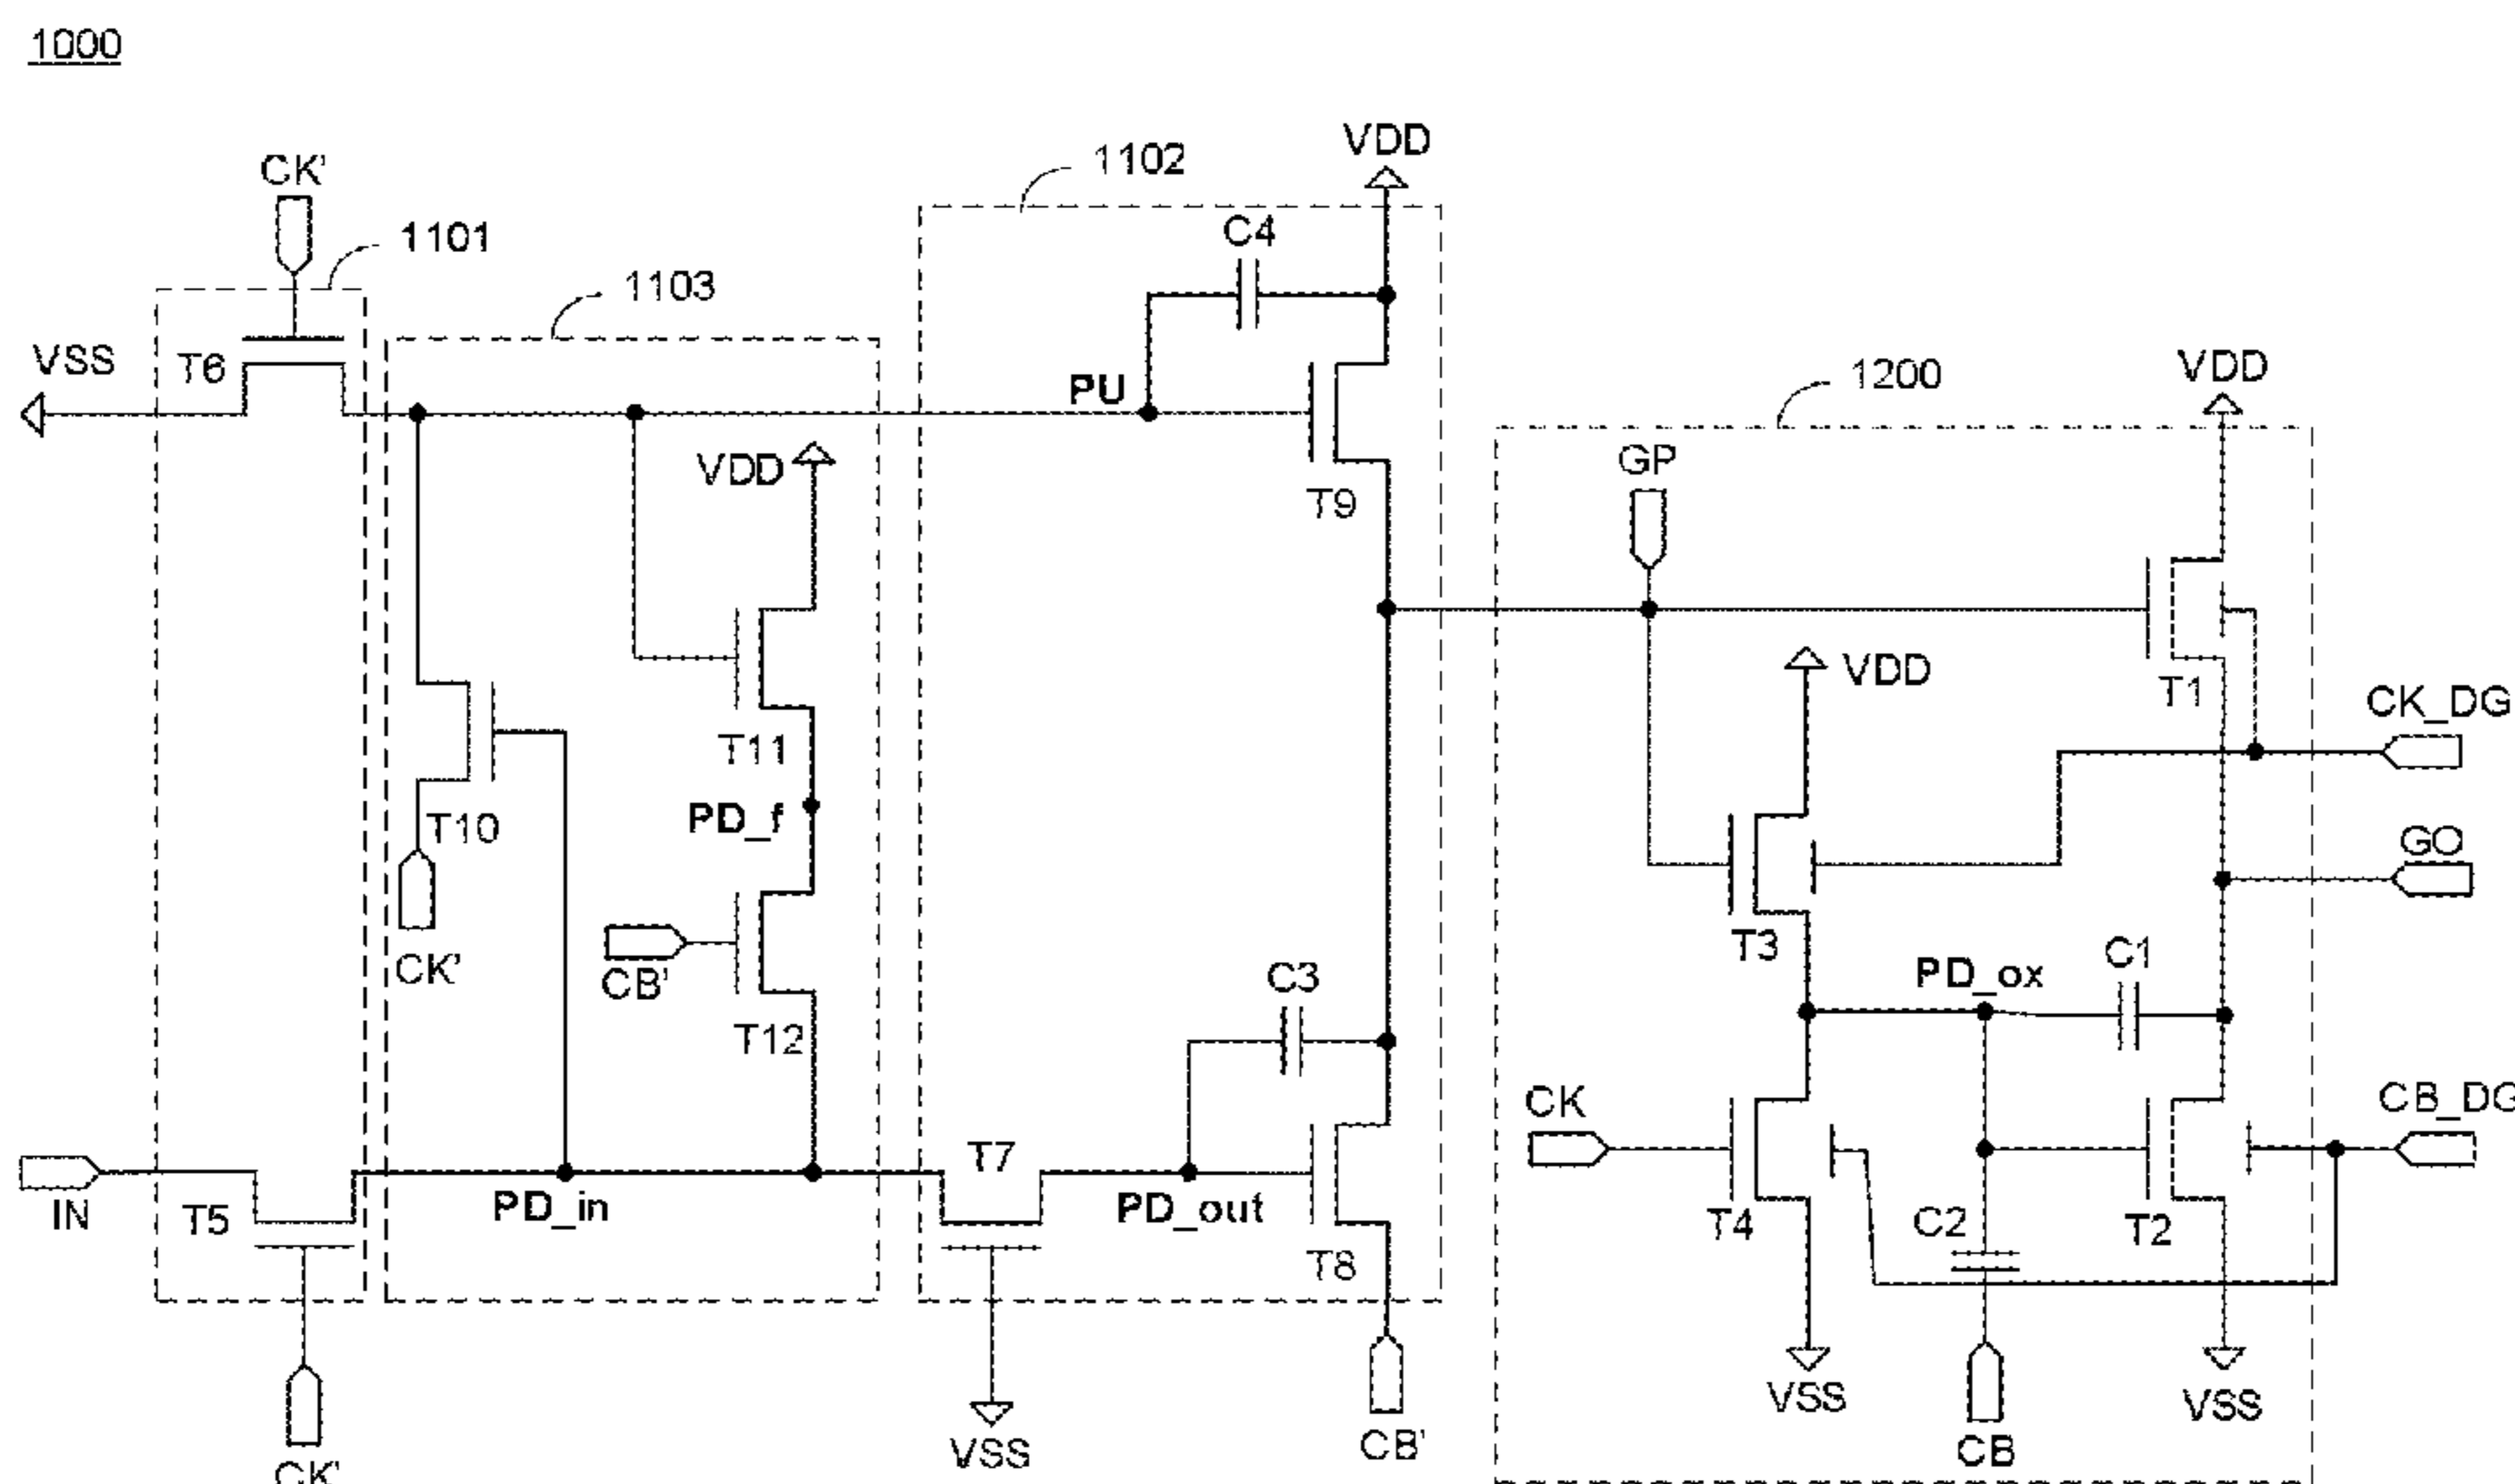 1000
VDD
1102
CK'
C4
1101
1103
VSS
T6
PU
VDD
1200
VDD
GP
T9
VDD
T1
CK_DG
T11
PD_f
T10
GO
CK'
CB'
T3
C1
PD_ox
C3
T12
CK
CB_DG
T7
IN
T5
PD_in
PD_out
T4
C2
T2
T8
VSS
VSS
CK'
VSS
CB'
CB